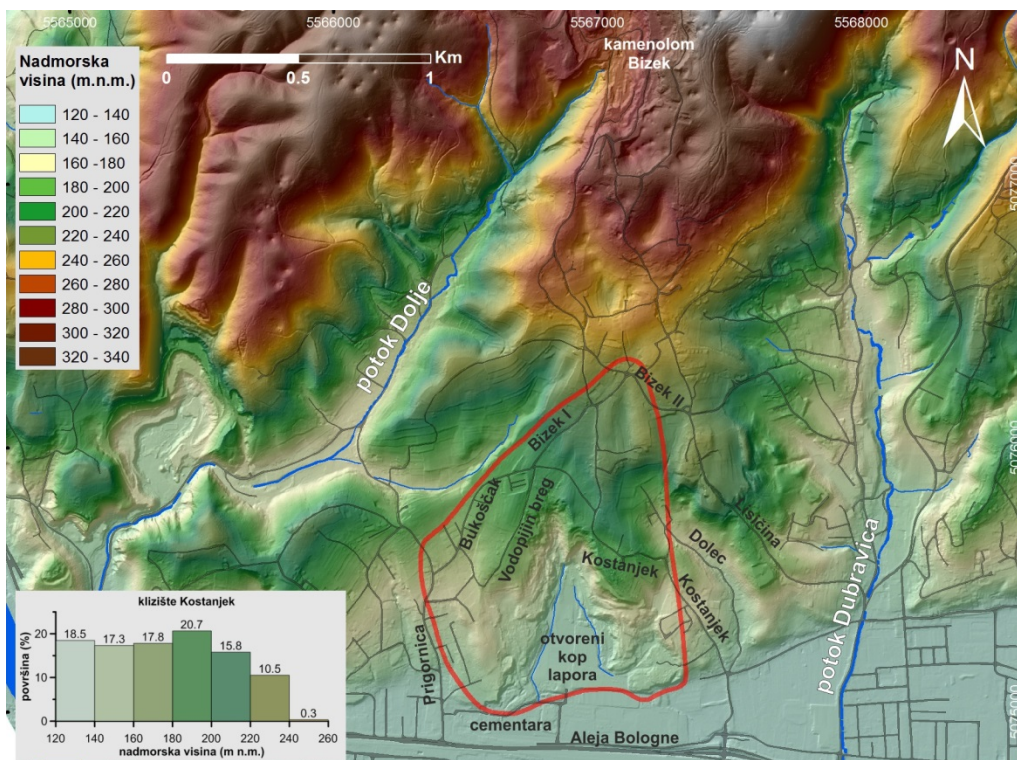 5565000
5566000
5567000
5568000
Nadmorska
visina (m.n.m.)
120 - 140
140 - 160
160 -180
180 - 200
200 - 220
220 - 240
240 - 260
260 - 280
280 - 300
300 - 320
320 - 340
Km
0
0.5
1
kamenolom
Bizek
N
5077000
potok Dolje
Bizek II
Bizek I
5076000
Bukoščak
Vodopijin breg
Lisičina
Dolec
Kostanjek
Kostanjek
potok Dubravica
otvoreni
kop
lapora
Prigornica
cementara
Aleja Bologne
5075000
klizište Kostanjek
površina (%)
20
10
0
18.5
17.3
17.8
20.7
15.8
10.5
0.3
120 140 160 180 200 220 240 260
nadmorska visina (m n.m.)